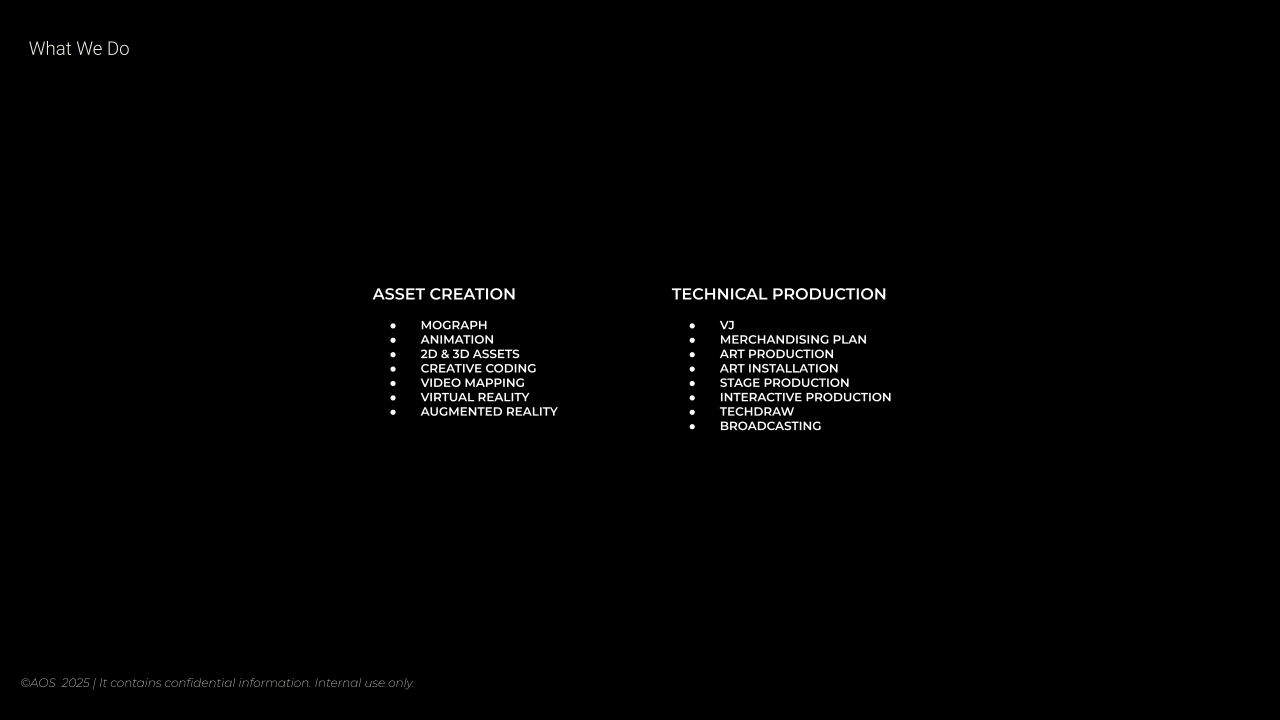 What We Do
ASSET CREATION
● MOGRAPH
● ANIMATION
● 2D & 3D ASSETS
● CREATIVE CODING
● VIDEO MAPPING
● VIRTUAL REALITY
● AUGMENTED REALITY
TECHNICAL PRODUCTION
● VJ
● MERCHANDISING PLAN
● ART PRODUCTION
● ART INSTALLATION
● STAGE PRODUCTION
● INTERACTIVE PRODUCTION
● TECHDRAW
● BROADCASTING
©AOS 2025 | It contains confidential information. Internal use only.